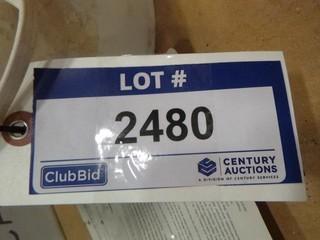 LOT #
2480
ClubBid
CENTURY
AUCTIONS
A DIVISION OF CENTURY SERVICES